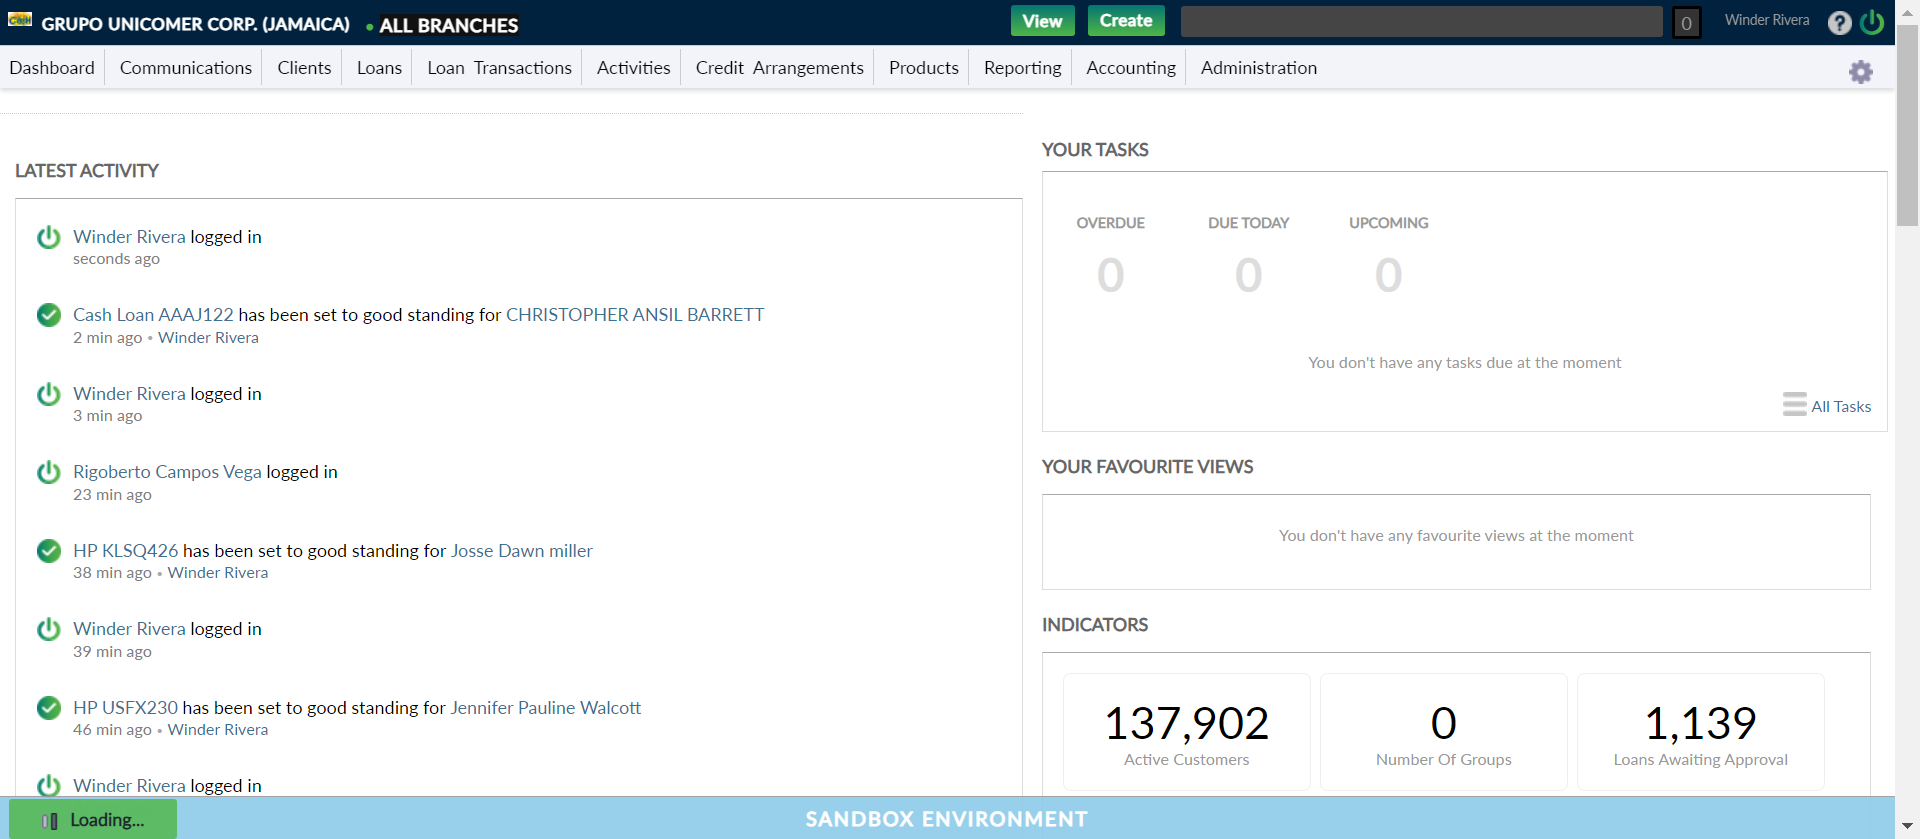 CASH GRUPO UNICOMER CORP. (JAMAICA) • ALL BRANCHES View Create 0 Winder Rivera ?
Dashboard Communications Clients Loans Loan Transactions Activities Credit Arrangements Products Reporting Accounting Administration
LATEST ACTIVITY
Winder Rivera logged in
seconds ago
Cash Loan AAAJ122 has been set to good standing for CHRISTOPHER ANSIL BARRETT
2 min ago • Winder Rivera
Winder Rivera logged in
3 min ago
Rigoberto Campos Vega logged in
23 min ago
HP KLSQ426 has been set to good standing for Josse Dawn miller
38 min ago • Winder Rivera
Winder Rivera logged in
39 min ago
HP USFX230 has been set to good standing for Jennifer Pauline Walcott
46 min ago • Winder Rivera
Winder Rivera logged in
YOUR TASKS
OVERDUE DUE TODAY UPCOMING
0 0 0
You don't have any tasks due at the moment
All Tasks
YOUR FAVOURITE VIEWS
You don't have any favourite views at the moment
INDICATORS
137,902 0 1,139
Active Customers Number Of Groups Loans Awaiting Approval
Loading... SANDBOX ENVIRONMENT